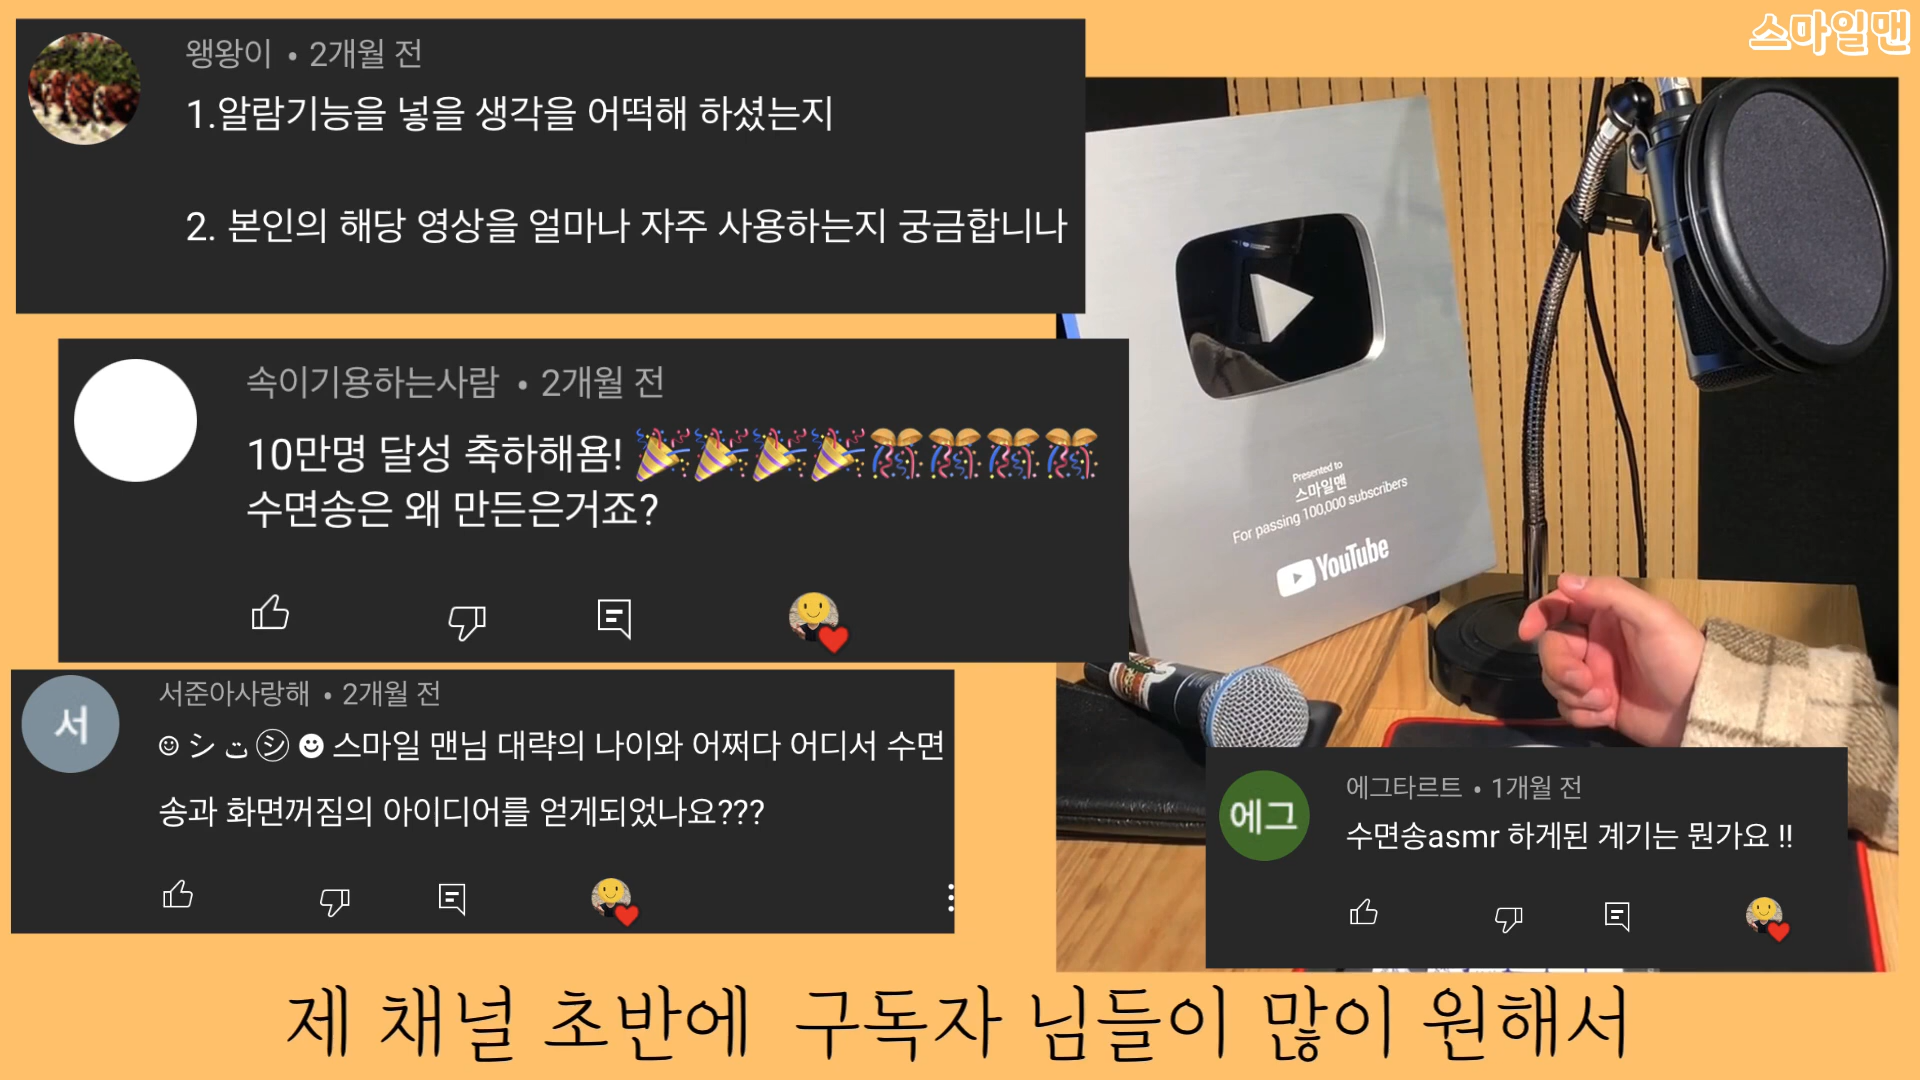 스마일맨
왱왕이 • 2개월 전
1.알람기능을 넣을 생각을 어떡해 하셨는지
2. 본인의 해당 영상을 얼마나 자주 사용하는지 궁금합니나
속이기용하는사람 • 2개월 전
10만명 달성 축하해욤! 🎉🎉🎉🎉🎊🎊🎊🎊
수면송은 왜 만든은거죠?
Presented to
스마일맨
For passing 100,000 subscribers
YouTube
서
서준아사랑해 • 2개월 전
☺ シ ت ㋛ ☻ 스마일 맨님 대략의 나이와 어쩌다 어디서 수면
송과 화면꺼짐의 아이디어를 얻게되었나요???
에그
에그타르트 • 1개월 전
수면송asmr 하게된 계기는 뭔가요 !!
제 채널 초반에 구독자 님들이 많이 원해서